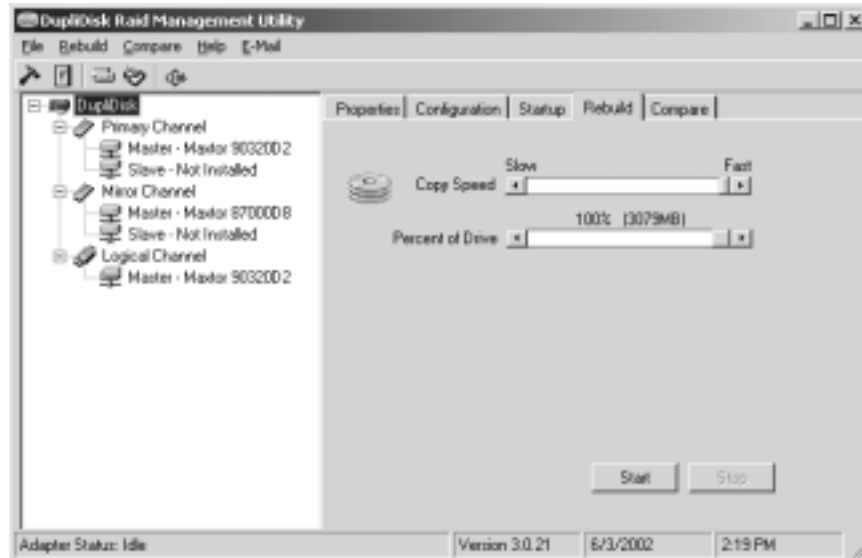 DupliDisk Raid Management Utility
File Rebuild Compare Help E-Mail
DupliDisk
Primary Channel
Master - Maxtor 90320D2
Slave - Not Installed
Mirror Channel
Master - Maxtor 87000D8
Slave - Not Installed
Logical Channel
Master - Maxtor 90320D2
Properties Configuration Startup Rebuild Compare
Slow Fast
Copy Speed
100% (3079MB)
Percent of Drive
Start Stop
Adapter Status: Idle Version 3.0.21 6/3/2002 2:19 PM